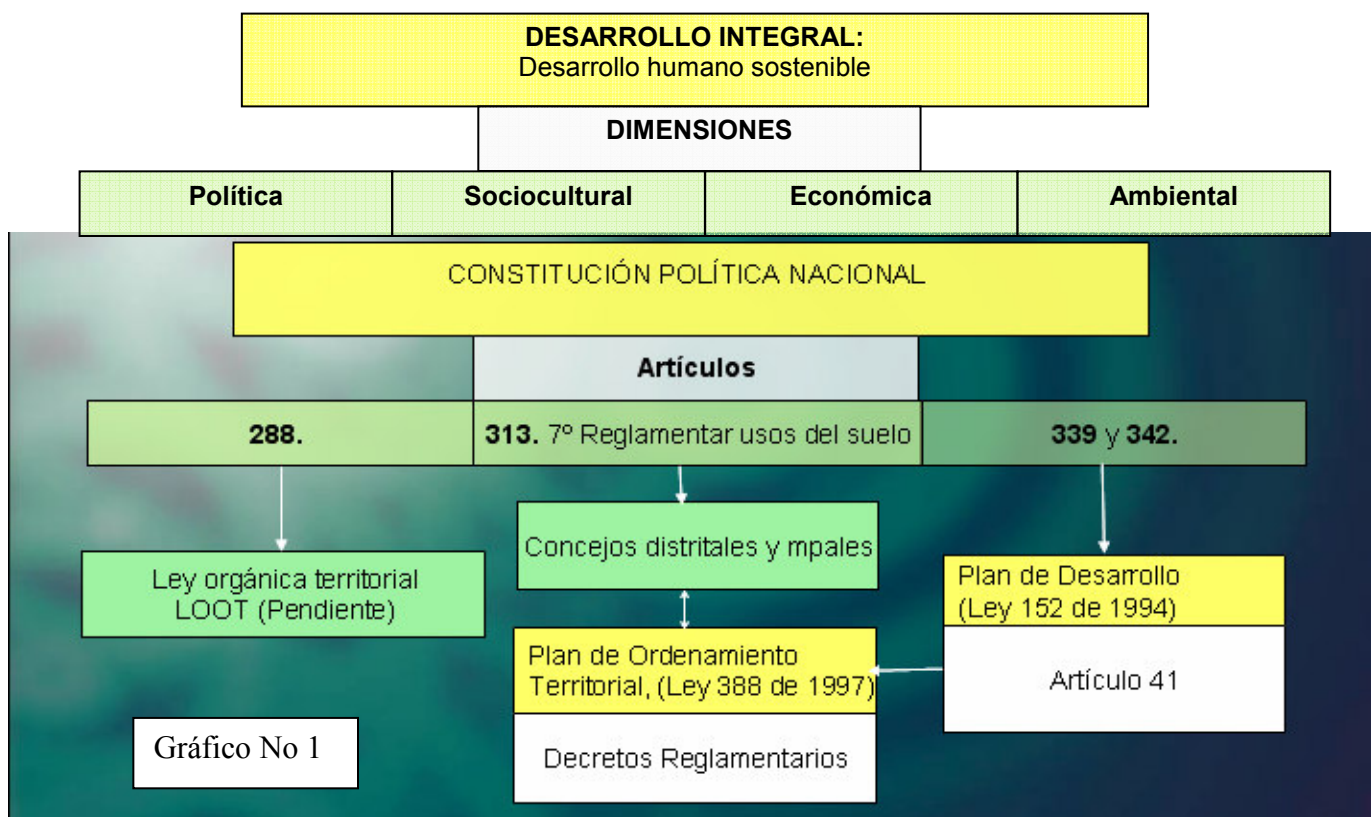 DESARROLLO INTEGRAL:
Desarrollo humano sostenible
DIMENSIONES
Política
Sociocultural
Económica
Ambiental
CONSTITUCIÓN POLÍTICA NACIONAL
Artículos
288.
313. 7º Reglamentar usos del suelo
339 y 342.
Ley orgánica territorial
LOOT (Pendiente)
Concejos distritales y mpales
Plan de Ordenamiento
Territorial, (Ley 388 de 1997)
Decretos Reglamentarios
Plan de Desarrollo
(Ley 152 de 1994)
Artículo 41
Gráfico No 1